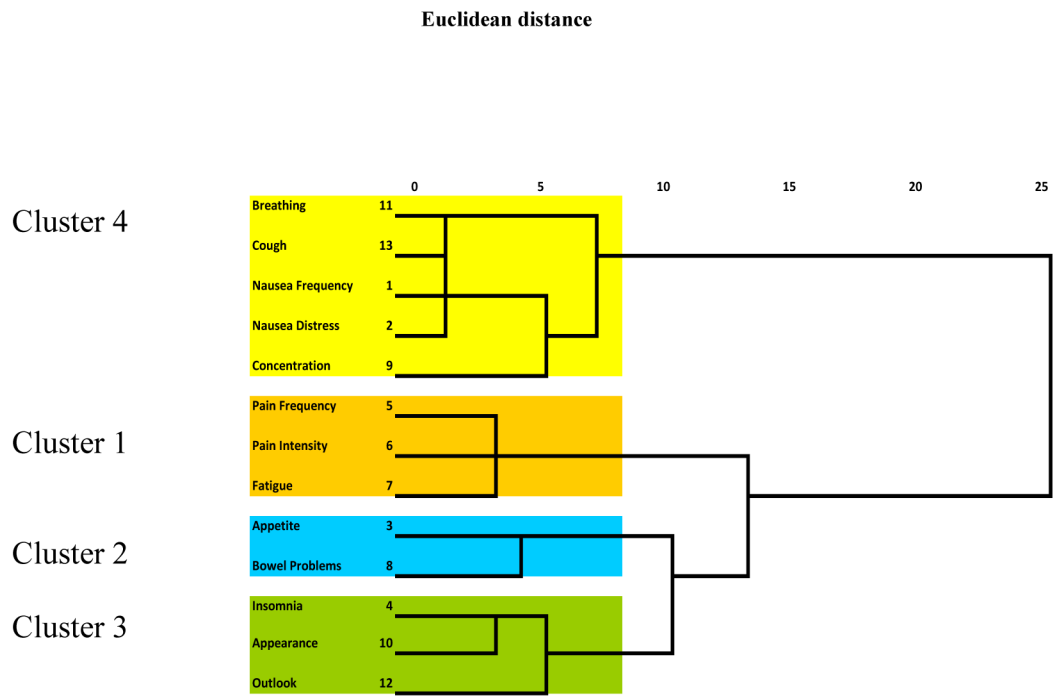 Euclidean distance
0 5 10 15 20 25
Cluster 4
Breathing 11
Cough 13
Nausea Frequency 1
Nausea Distress 2
Concentration 9
Cluster 1
Pain Frequency 5
Pain Intensity 6
Fatigue 7
Cluster 2
Appetite 3
Bowel Problems 8
Cluster 3
Insomnia 4
Appearance 10
Outlook 12